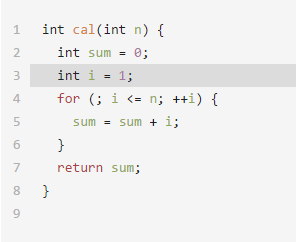 1 int cal(int n) {
2   int sum = 0;
3   int i = 1;
4   for (; i <= n; ++i) {
5     sum = sum + i;
6   }
7   return sum;
8 }
9